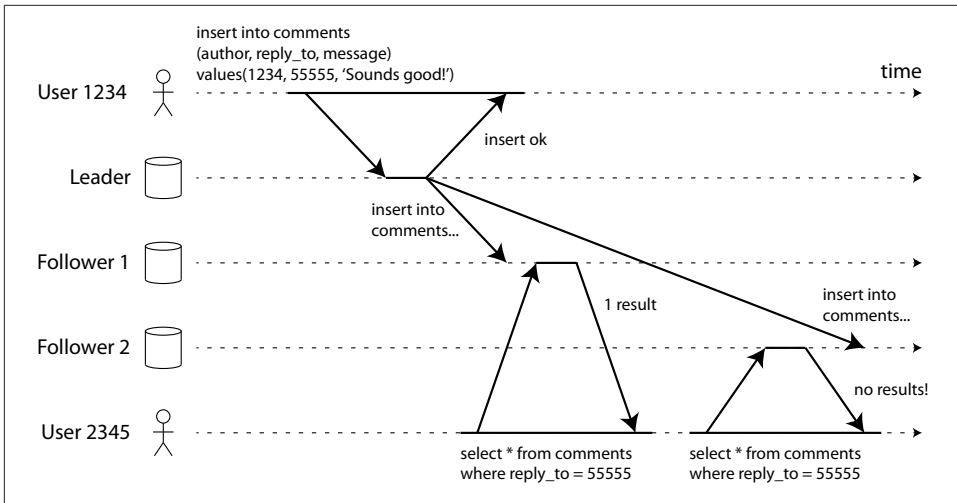 insert into comments
(author, reply_to, message)
values(1234, 55555, ‘Sounds good!’)
time
User 1234
insert ok
Leader
insert into
comments...
Follower 1
1 result
insert into
comments...
Follower 2
no results!
User 2345
select * from comments
where reply_to = 55555
select * from comments
where reply_to = 55555